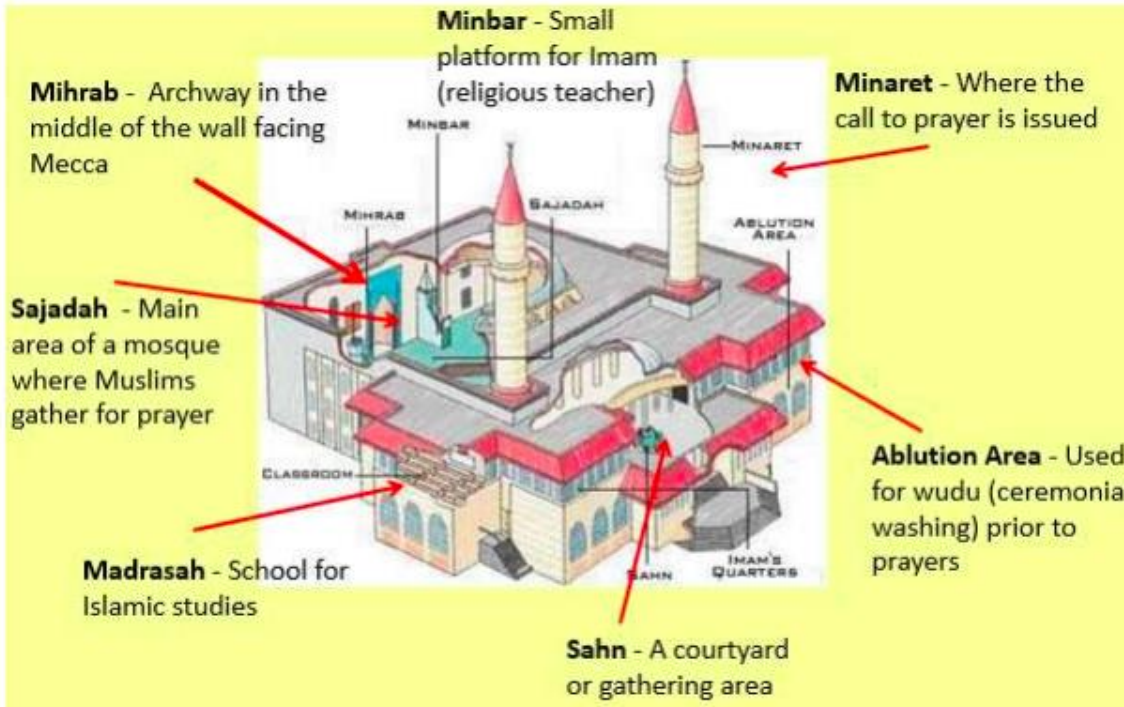 Minbar - Small
platform for Imam
(religious teacher)
Mihrab - Archway in the
middle of the wall facing
Mecca
Minaret - Where the
call to prayer is issued
MINBAR
MINARET
SAJADAH
MIHRAB
ABLUTION
AREA
Sajadah - Main
area of a mosque
where Muslims
gather for prayer
CLASSROOM
Ablution Area - Used
for wudu (ceremonia
washing) prior to
prayers
Madrasah - School for
Islamic studies
SAHN
IMAM'S
QUARTERS
Sahn - A courtyard
or gathering area